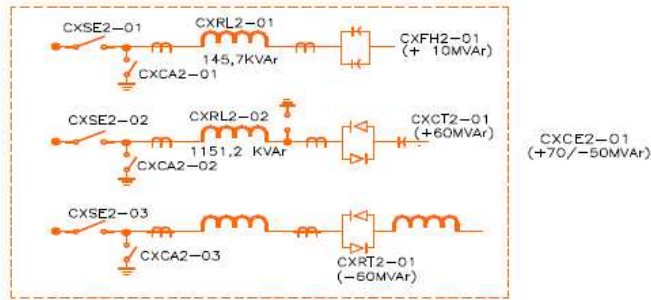 CXSE2-01
CXRL2-01
145,7KVAr
CXCA2-01
CXFH2-01
(+ 10MVAr)
CXSE2-02
CXRL2-02
1151,2 KVAr
CXCA2-02
CXCT2-01
(+60MVAr)
CXCE2-01
(+70/-50MVAr)
CXSE2-03
CXCA2-03
CXRT2-01
(-60MVAr)